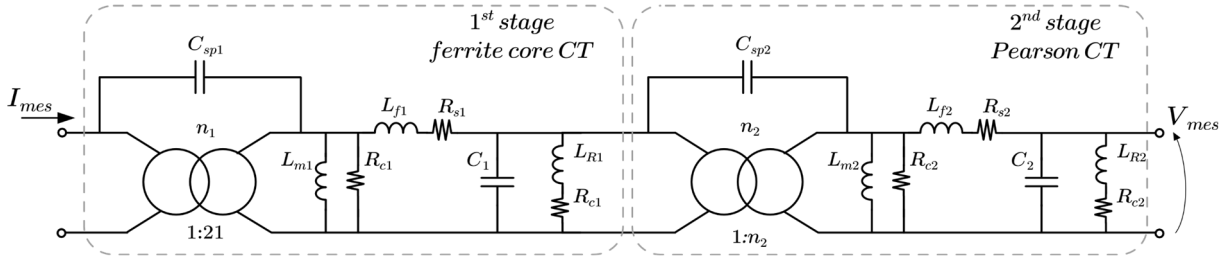 1st stage
ferrite core CT
2nd stage
Pearson CT
Csp1
Csp2
Imes
n1
Lf1
Rs1
Lm1
Rc1
C1
LR1
Rc1
1:21
n2
Lf2
Rs2
Lm2
Rc2
C2
LR2
Rc2
1:n2
Vmes